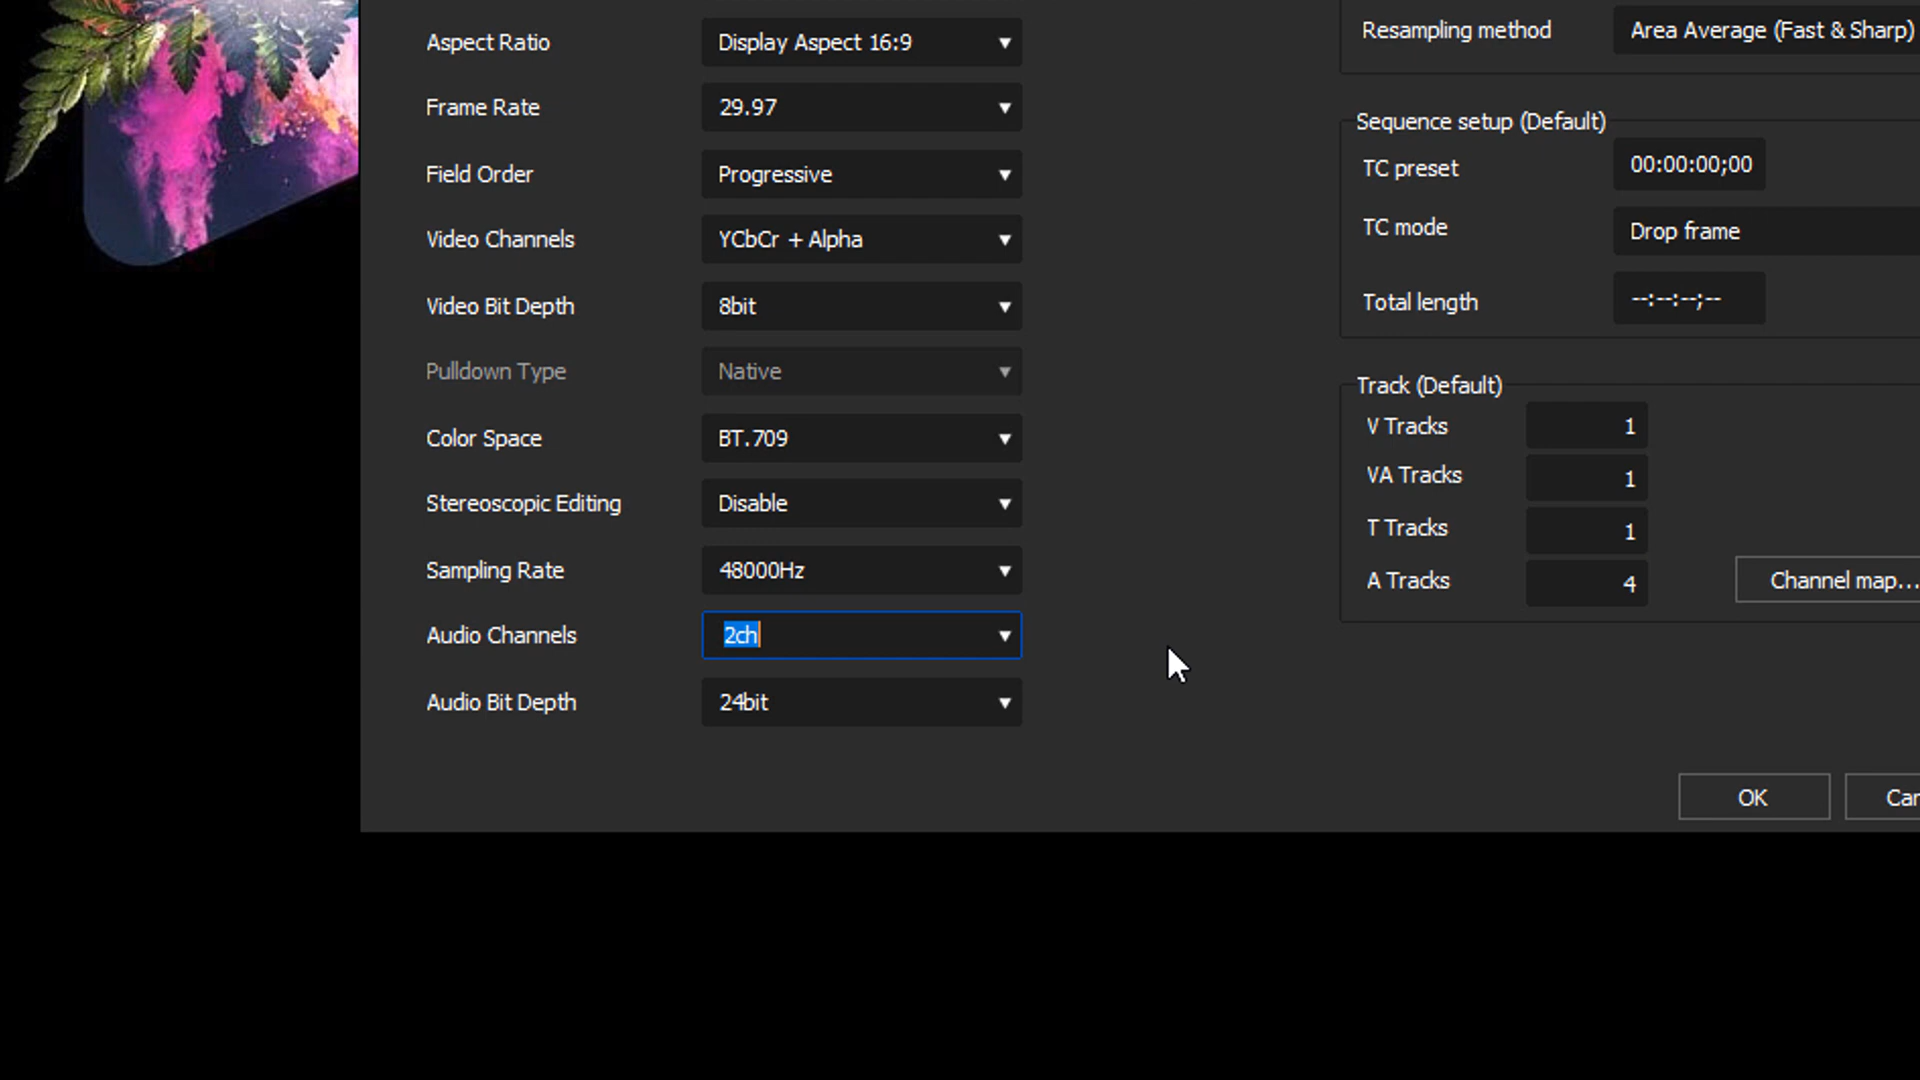 Aspect Ratio Display Aspect 16:9
Frame Rate 29.97
Field Order Progressive
Video Channels YCbCr + Alpha
Video Bit Depth 8bit
Pulldown Type Native
Color Space BT.709
Stereoscopic Editing Disable
Sampling Rate 48000Hz
Audio Channels 2ch
Audio Bit Depth 24bit
Resampling method Area Average (Fast & Sharp)
Sequence setup (Default)
TC preset 00:00:00;00
TC mode Drop frame
Total length --:--:--;--
Track (Default)
V Tracks 1
VA Tracks 1
T Tracks 1
A Tracks 4 Channel map...
OK